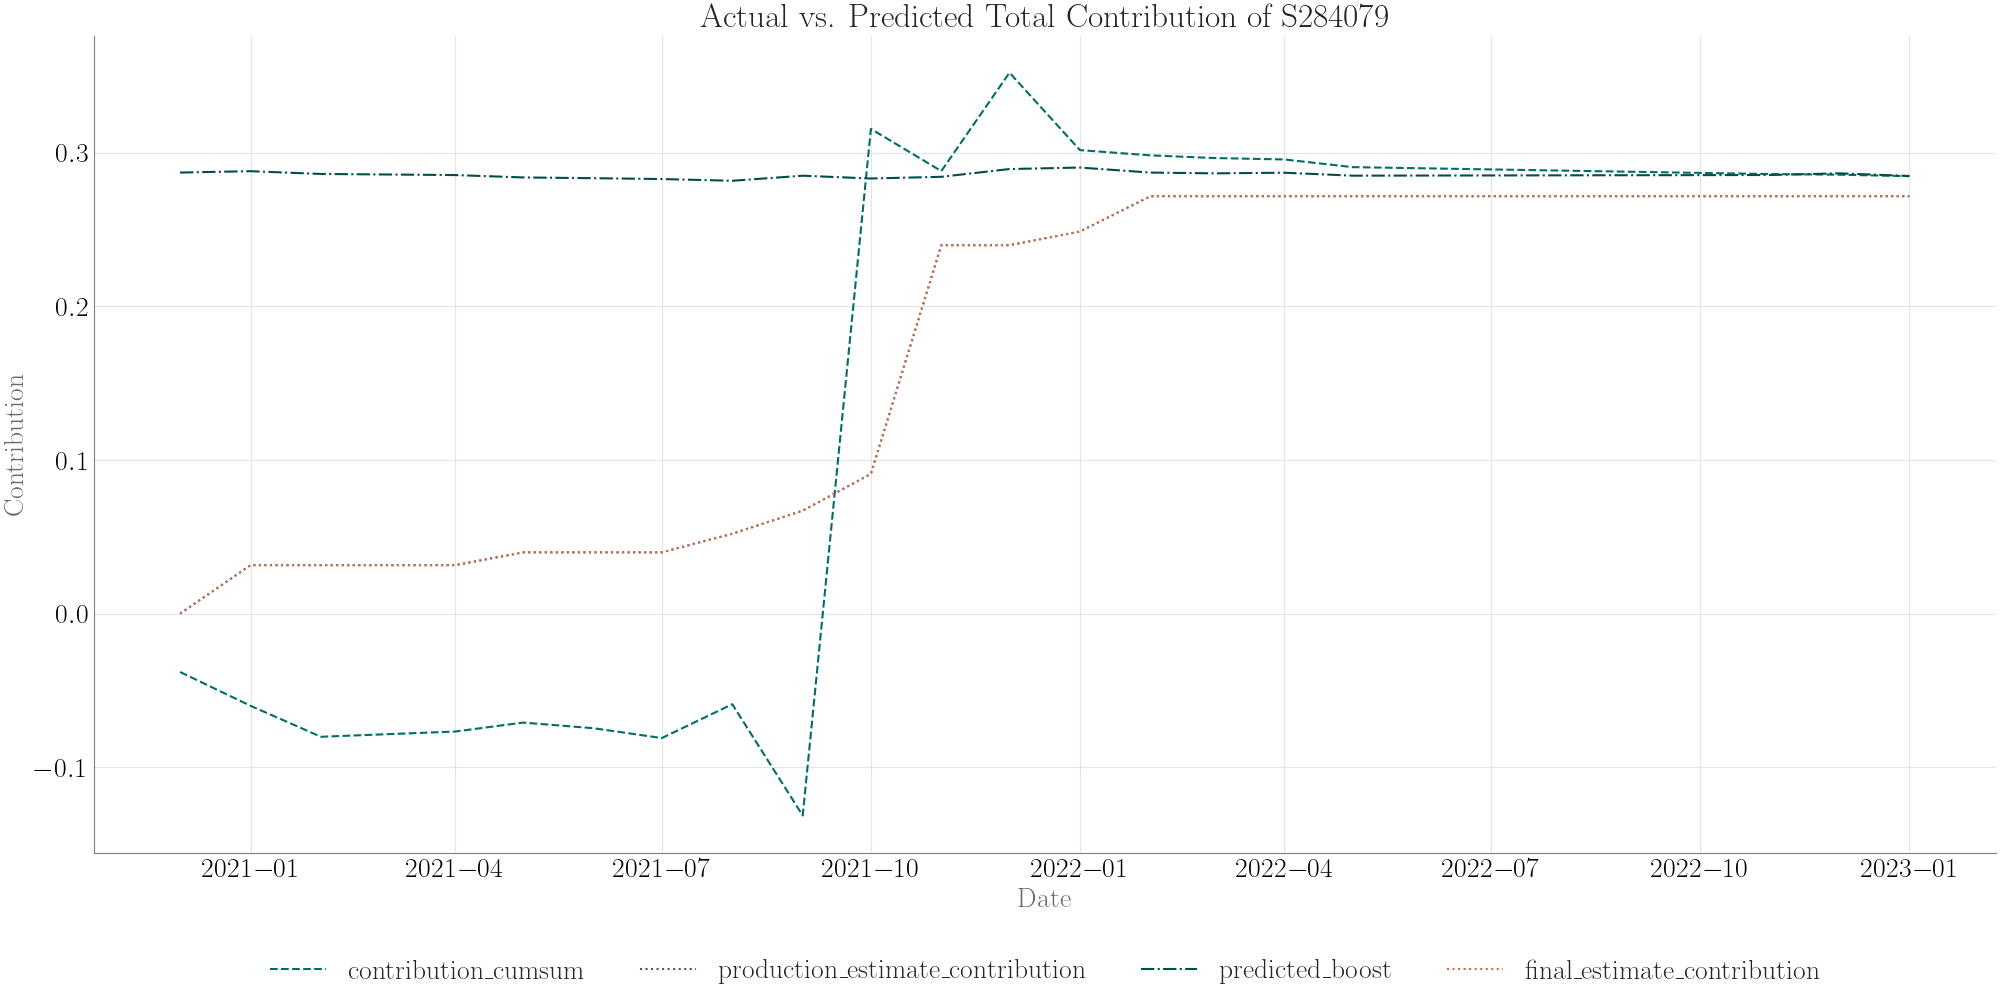 Actual vs. Predicted Total Contribution of S284079
0.3
0.2
0.1
0.0
−0.1
Contribution
2021−01 2021−04 2021−07 2021−10 2022−01 2022−04 2022−07 2022−10 2023−01
Date
contribution_cumsum production_estimate_contribution predicted_boost final_estimate_contribution